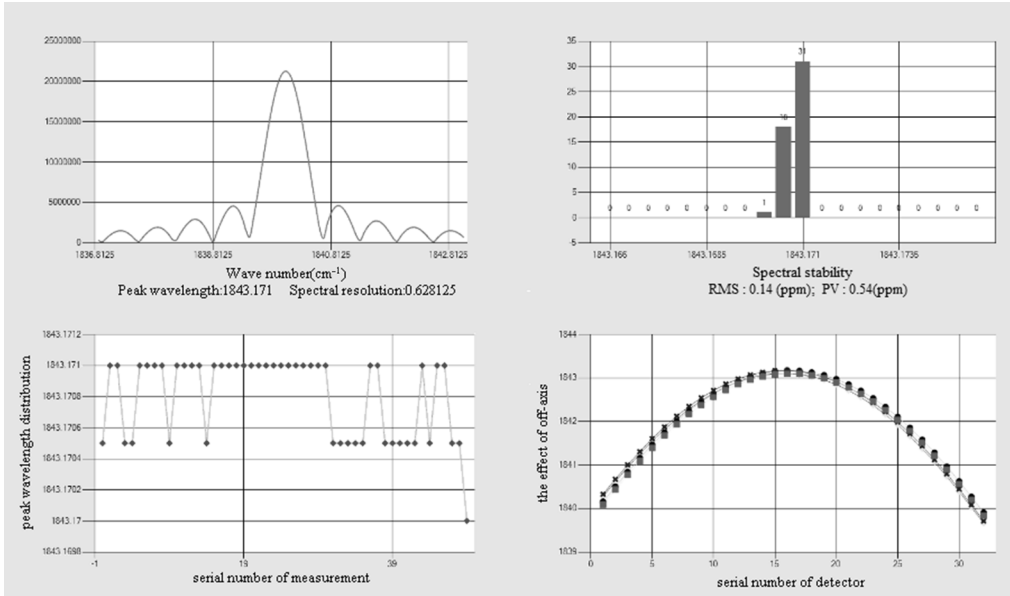 25000000
20000000
15000000
10000000
5000000
0
1836.8125 1838.8125 1840.8125 1842.8125
Wave number(cm⁻¹)
Peak wavelength:1843.171 Spectral resolution:0.628125
35
30
25
20
15
10
5
0
-5
0 0 0 0 0 0 0 0 1 18 31 0 0 0 0 0 0 0 0 0
1843.166 1843.1685 1843.171 1843.1735
Spectral stability
RMS : 0.14 (ppm); PV : 0.54(ppm)
peak wavelength distribution
1843.1712
1843.171
1843.1708
1843.1706
1843.1704
1843.1702
1843.17
1843.1698
-1 19 39
serial number of measurement
the effect of off-axis
1844
1843
1842
1841
1840
1839
0 5 10 15 20 25 30
serial number of detector